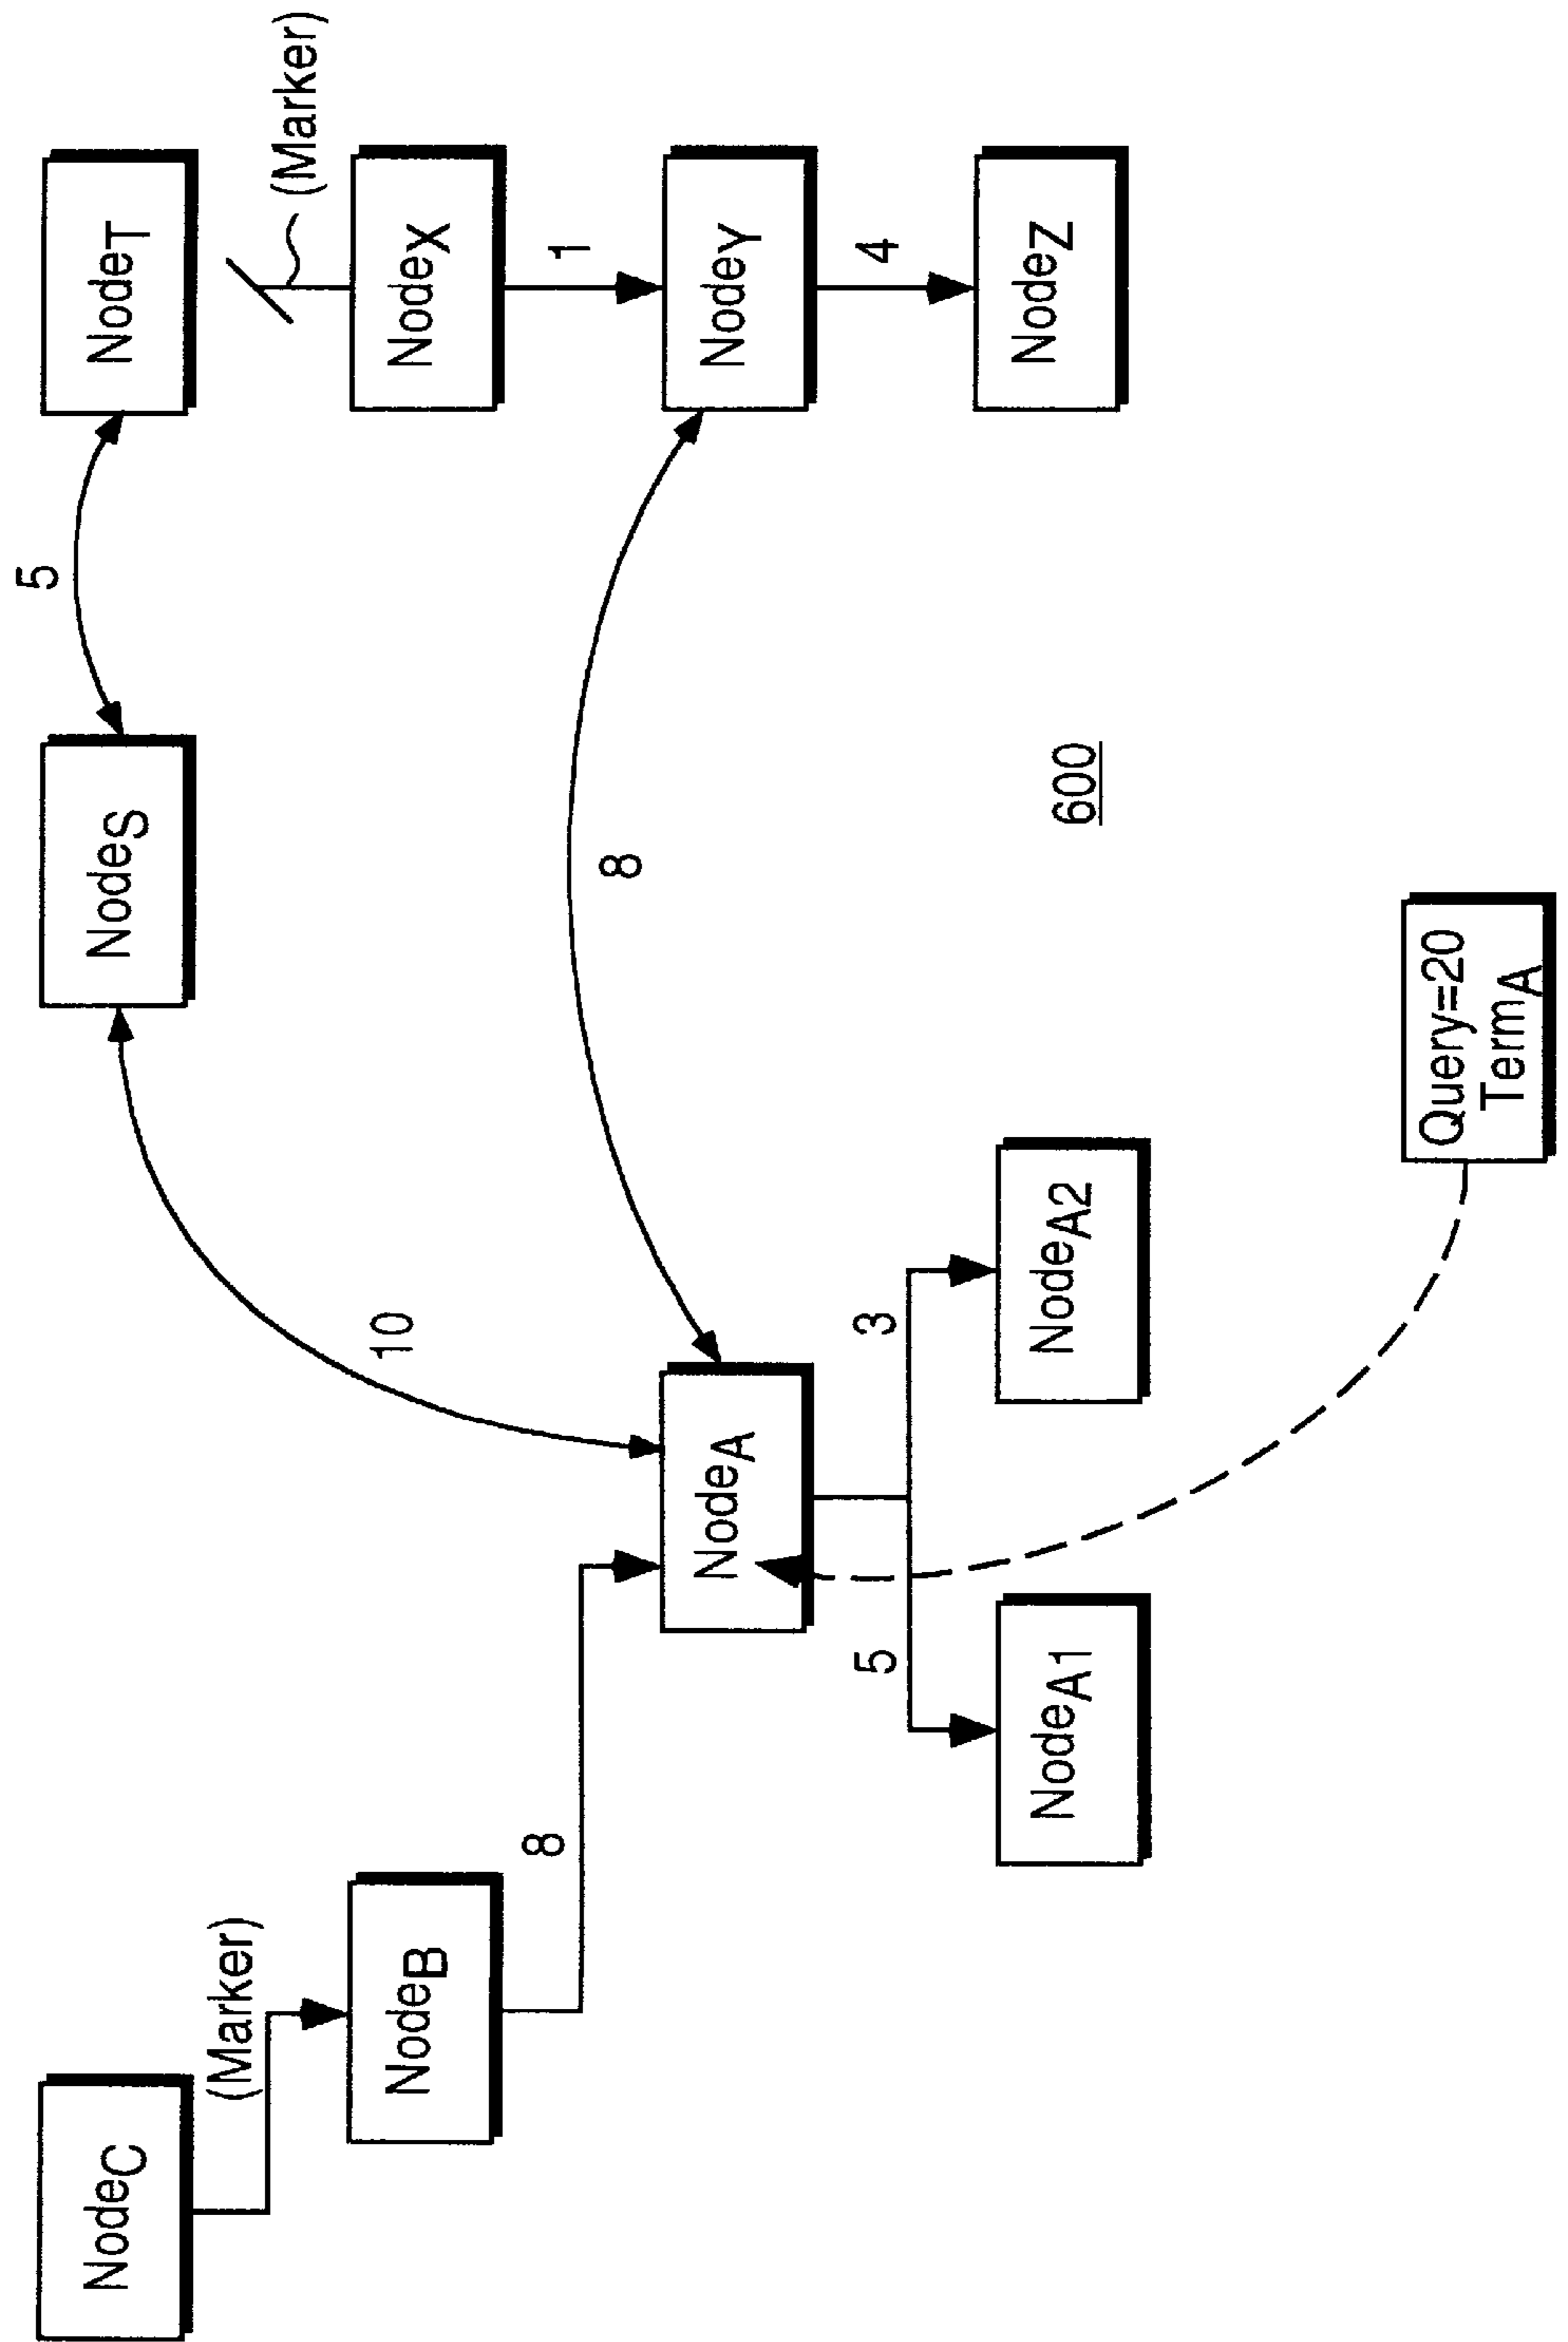 NodeC
(Marker)
NodeB
8
NodeA
10
NodeS
5
NodeT
(Marker)
NodeX
1
NodeY
8
4
NodeZ
5
3
NodeA1
NodeA2
600
Query=20
TermA